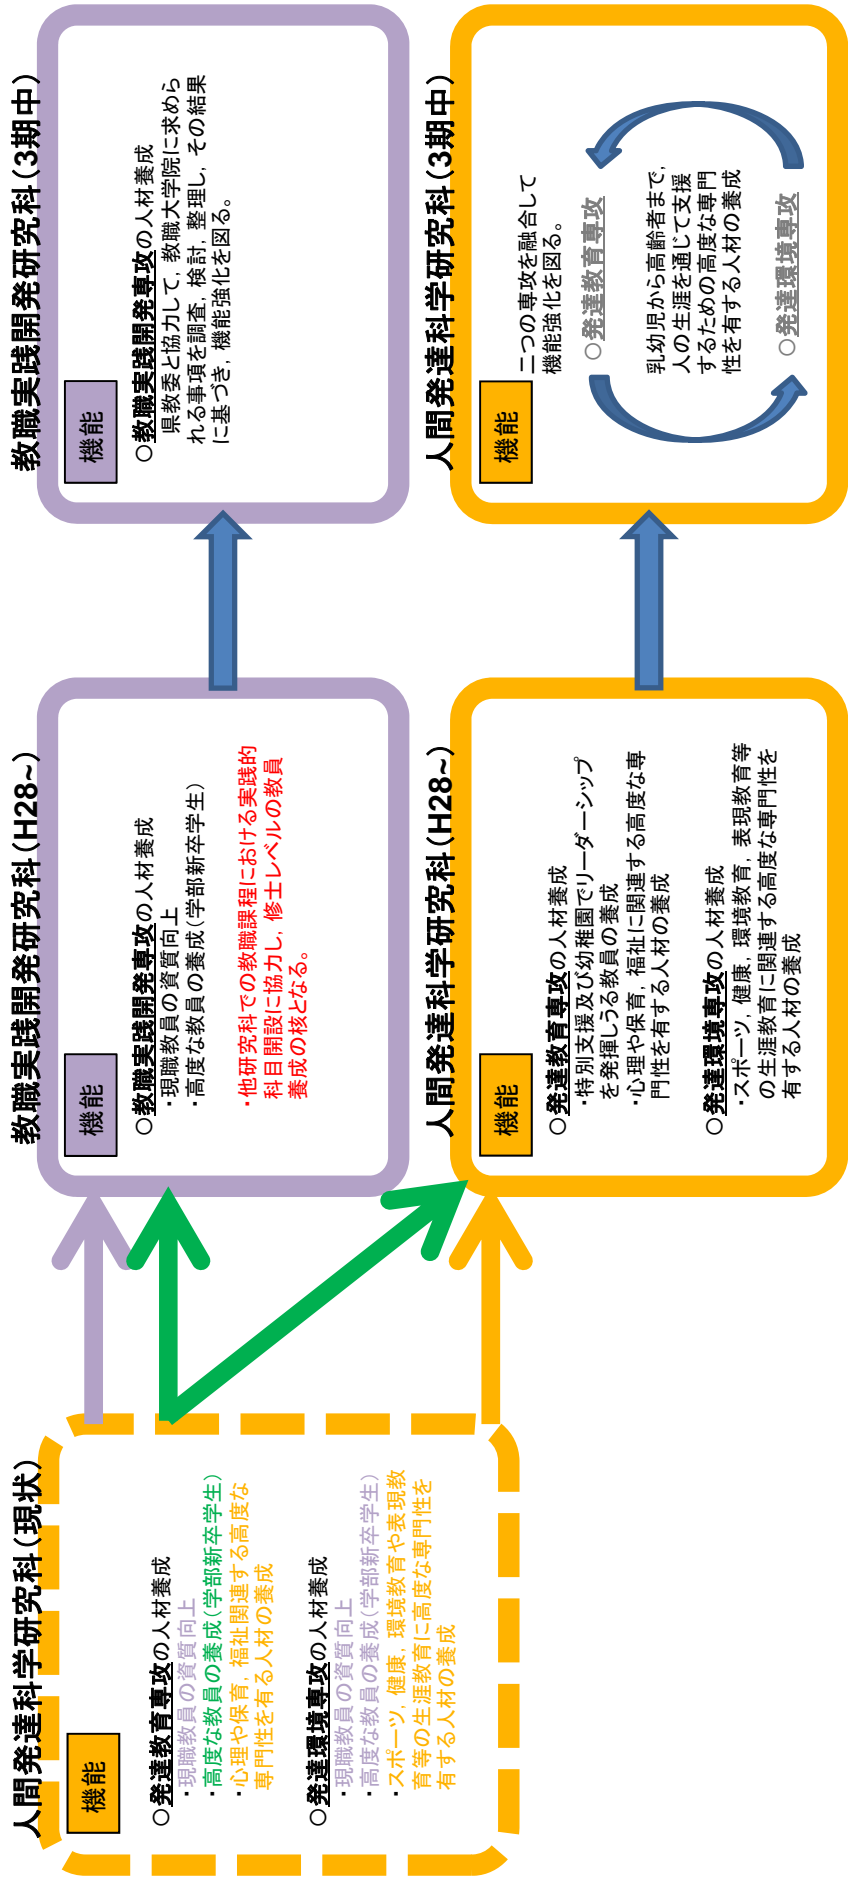 人間発達科学研究科（現状）
機能
○発達教育専攻の人材養成
・現職教員の資質向上
・高度な教員の養成（学部新卒学生）
・心理や保育，福祉関連する高度な
専門性を有る人材の養成
○発達環境専攻の人材養成
・現職教員の資質向上
・高度な教員の養成（学部新卒学生）
・スポーツ，健康，環境教育や表現教
育等の生涯教育に高度な専門性を
有する人材の養成
教職実践開発研究科（H28~）
機能
○教職実践開発専攻の人材養成
・現職教員の資質向上
・高度な教員の養成（学部新卒学生）
・他研究科での教職課程における実践的
科目開設に協力し，修士レベルの教員
養成の核となる。
人間発達科学研究科（H28~）
機能
○発達教育専攻の人材養成
・特別支援及び幼稚園でリーダーシップ
を発揮しうる教員の養成
・心理や保育，福祉に関連する高度な専
門性を有する人材の養成
○発達環境専攻の人材養成
・スポーツ，健康，環境教育，表現教育等
の生涯教育に関連する高度な専門性を
有する人材の養成
教職実践開発研究科（3期中）
機能
○教職実践開発専攻の人材養成
県教委と協力して，教職大学院に求めら
れる事項を調査，検討，整理し，その結果
に基づき，機能強化を図る。
人間発達科学研究科（3期中）
機能
二つの専攻を融合して
機能強化を図る。
○発達教育専攻
乳幼児から高齢者まで，
人の生涯を通じて支援
するための高度な専門
性を有する人材の養成
○発達環境専攻